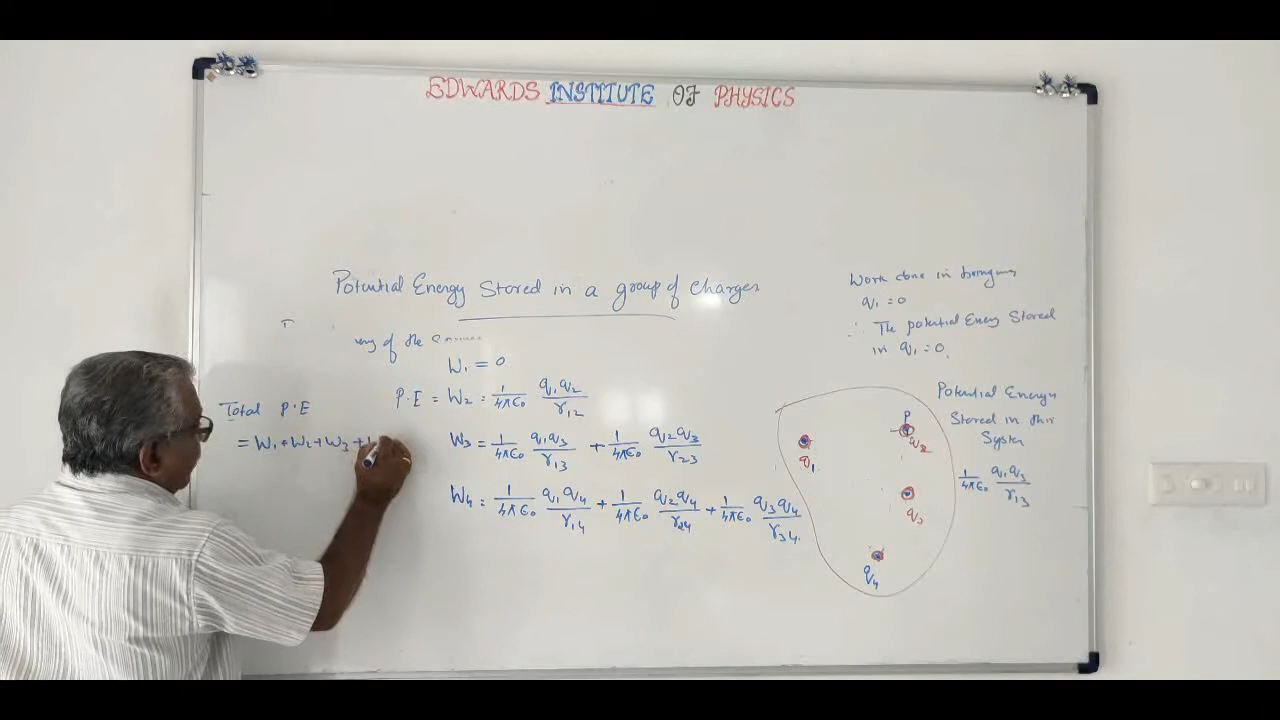 EDWARDS INSTITUTE OF PHYSICS
Potential Energy Stored in a group of charges
of the
W₁ = 0
P.E = W₂ = 1/4πε₀ q₁q₂/r₁₂
W₃ = 1/4πε₀ q₁q₃/r₁₃ + 1/4πε₀ q₂q₃/r₂₃
W₄ = 1/4πε₀ q₁q₄/r₁₄ + 1/4πε₀ q₂q₄/r₂₄ + 1/4πε₀ q₃q₄/r₃₄.
Total P.E
= W₁ + W₂ + W₃ +
Work done in
q₁ = 0
∴ The potential Energy Stored
in q₁ = 0,
Potential Energy
Stored in this
System
1/4πε₀ q₁q₃/r₁₃
P
q₁
q₄